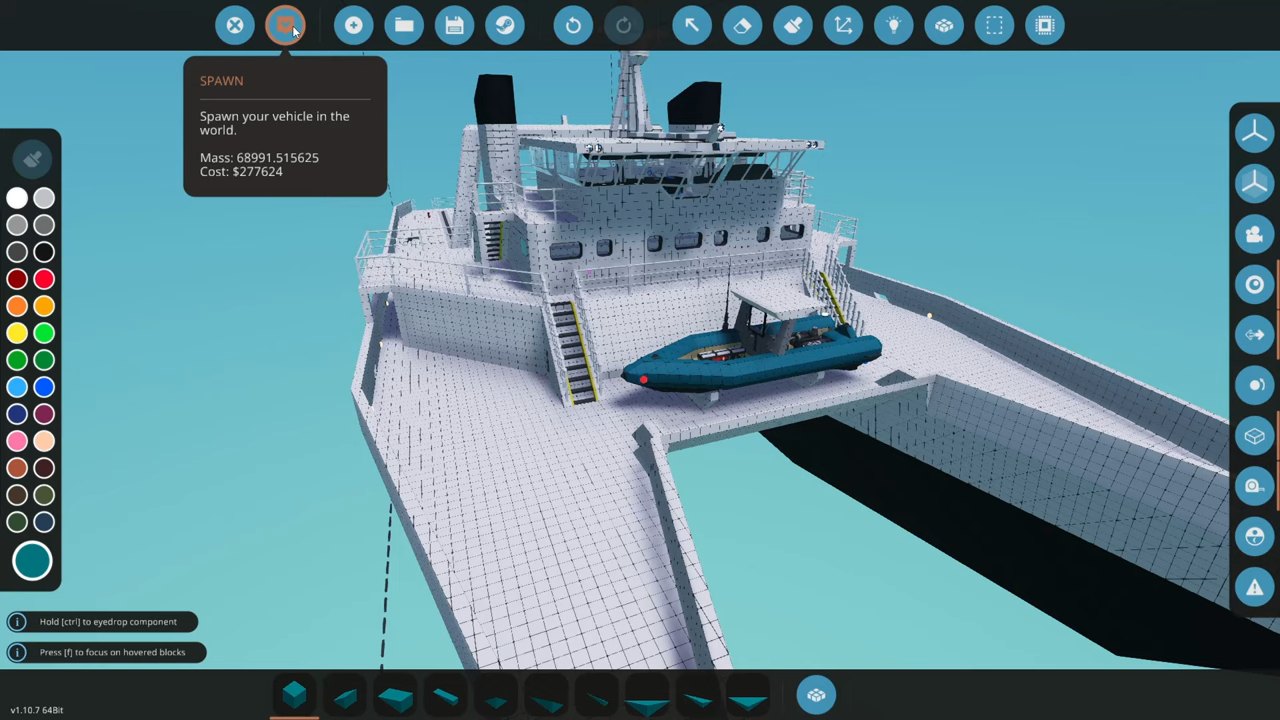 SPAWN
Spawn your vehicle in the
world.
Mass: 68991.515625
Cost: $277624
Hold [ctrl] to eyedrop component
Press [f] to focus on hovered blocks
v1.10.7 64Bit